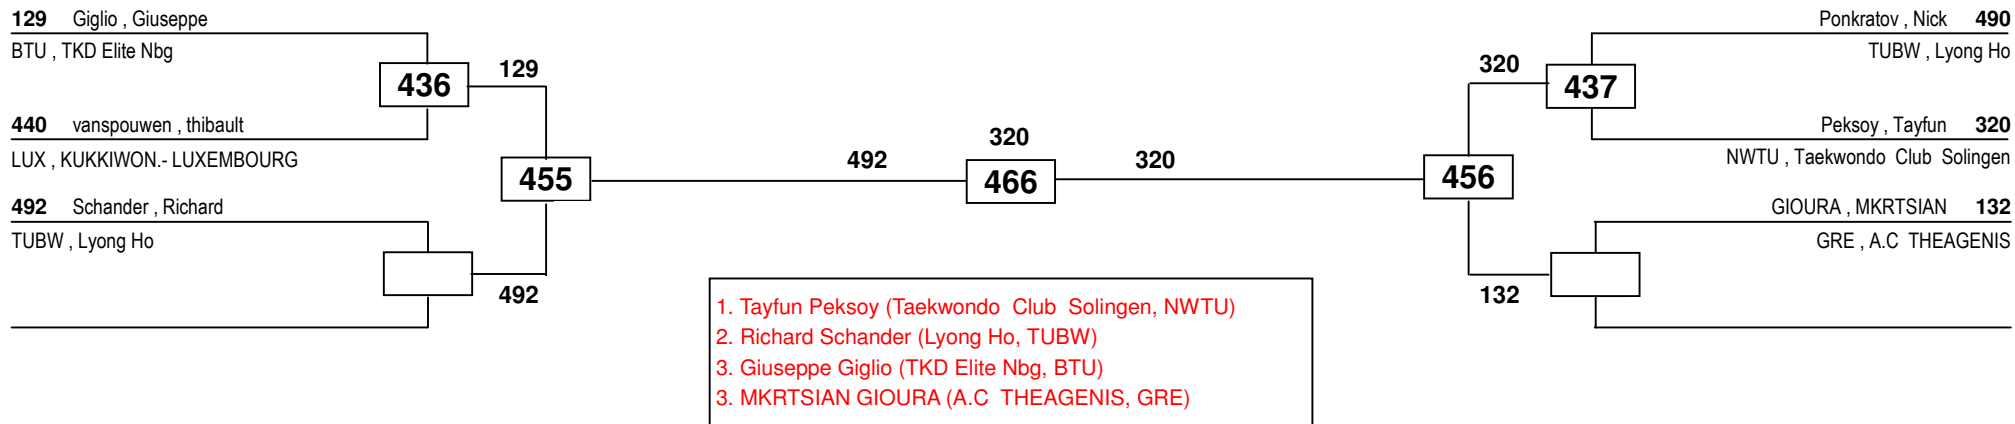 129 Giglio , Giuseppe
BTU , TKD Elite Nbg
436
129
440 vanspouwen , thibault
LUX , KUKKIWON.- LUXEMBOURG
455
492 Schander , Richard
TUBW , Lyong Ho
492
492
320
466
320
Ponkratov , Nick 490
TUBW , Lyong Ho
320
437
Peksoy , Tayfun 320
NWTU , Taekwondo Club Solingen
456
GIOURA , MKRTSIAN 132
GRE , A.C THEAGENIS
132
1. Tayfun Peksoy (Taekwondo Club Solingen, NWTU)
2. Richard Schander (Lyong Ho, TUBW)
3. Giuseppe Giglio (TKD Elite Nbg, BTU)
3. MKRTSIAN GIOURA (A.C THEAGENIS, GRE)